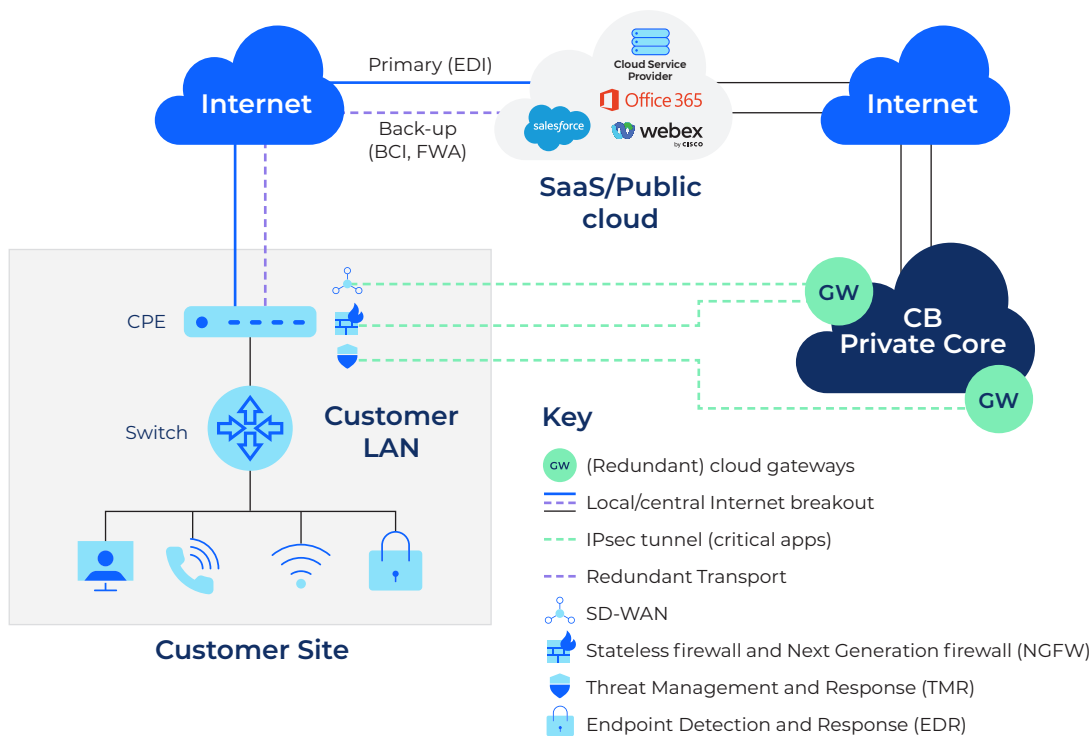 Internet
Primary (EDI)
Back-up
(BCI, FWA)
Cloud Service
Provider
Office 365
salesforce
webex
by CISCO
SaaS/Public
cloud
Internet
CPE
GW
CB
Private Core
GW
Switch
Customer
LAN
Customer Site
Key
GW
(Redundant) cloud gateways
Local/central Internet breakout
IPsec tunnel (critical apps)
Redundant Transport
SD-WAN
Stateless firewall and Next Generation firewall (NGFW)
Threat Management and Response (TMR)
Endpoint Detection and Response (EDR)